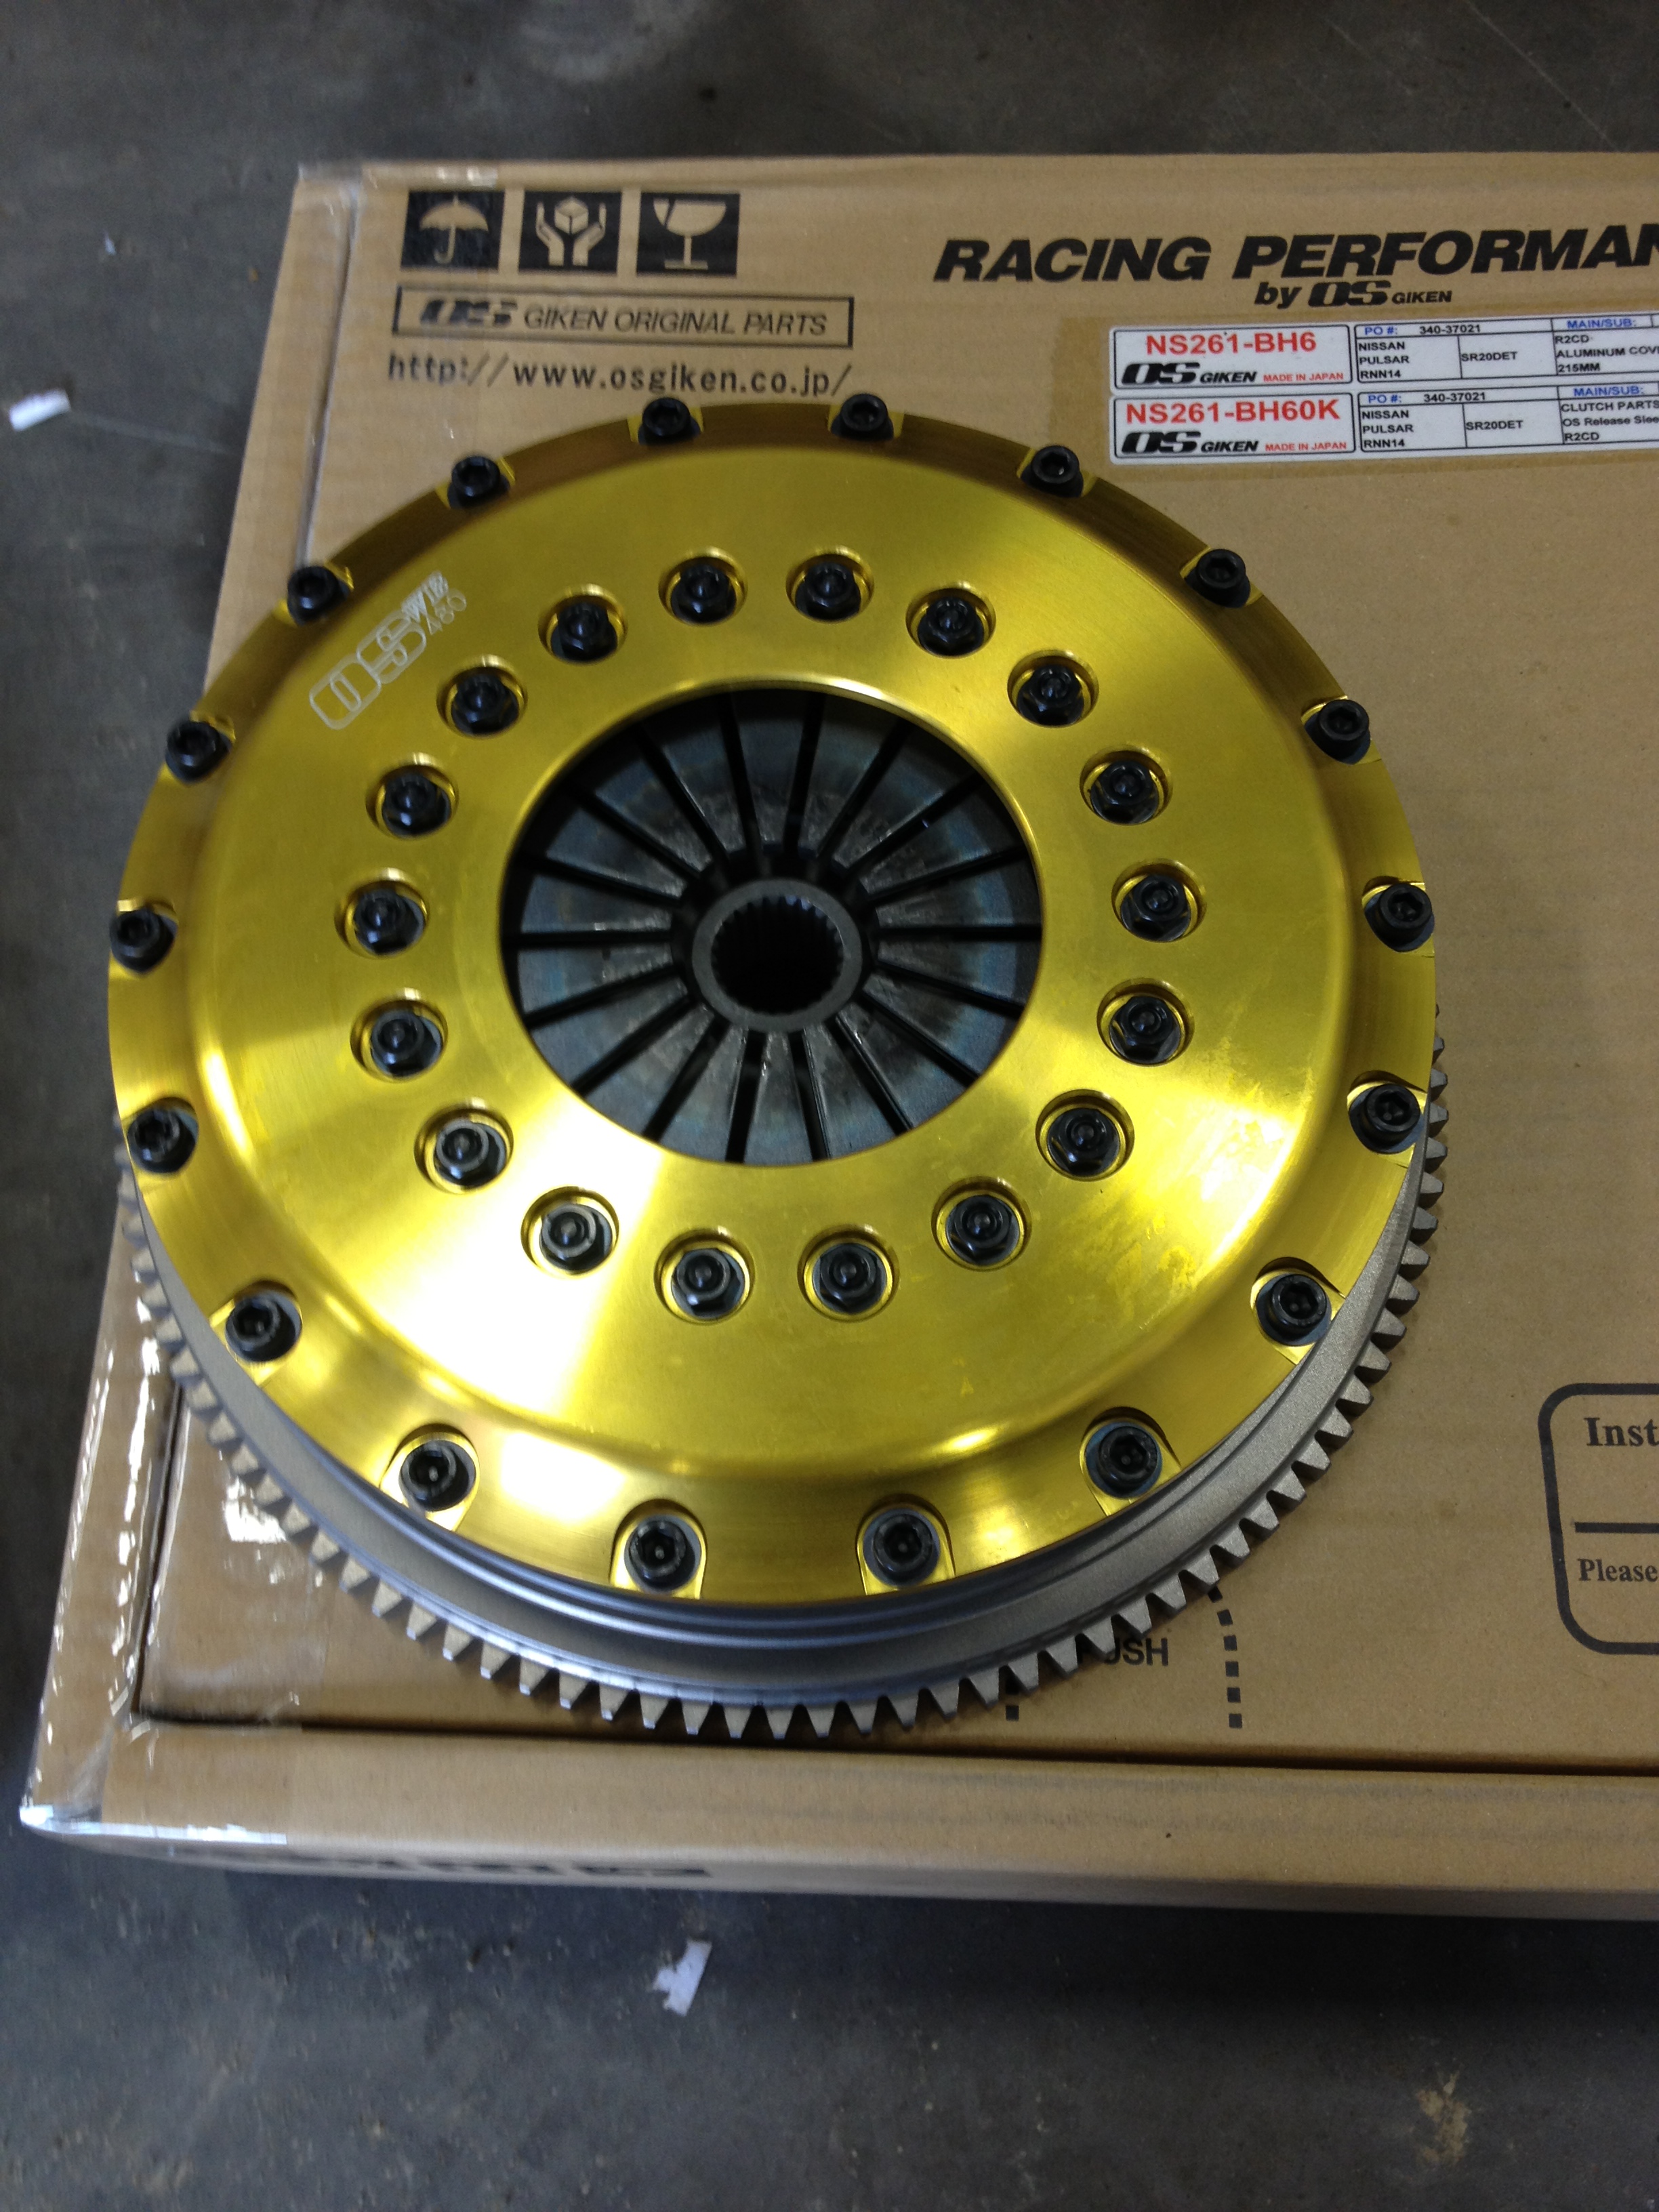 RACING PERFORMAN
by OS GIKEN
OS GIKEN ORIGINAL PARTS
http://www.osgiken.co.jp/
NS261-BH6
OS GIKEN MADE IN JAPAN
PO #: 340-37021 MAIN/SUB:
NISSAN
PULSAR
RNN14
SR20DET
R2CD
ALUMINUM COV
215MM
NS261-BH60K
OS GIKEN MADE IN JAPAN
PO #: 340-37021 MAIN/SUB:
NISSAN
PULSAR
RNN14
SR20DET
CLUTCH PARTS
OS Release Slee
R2CD
OS
Inst
Please
USH